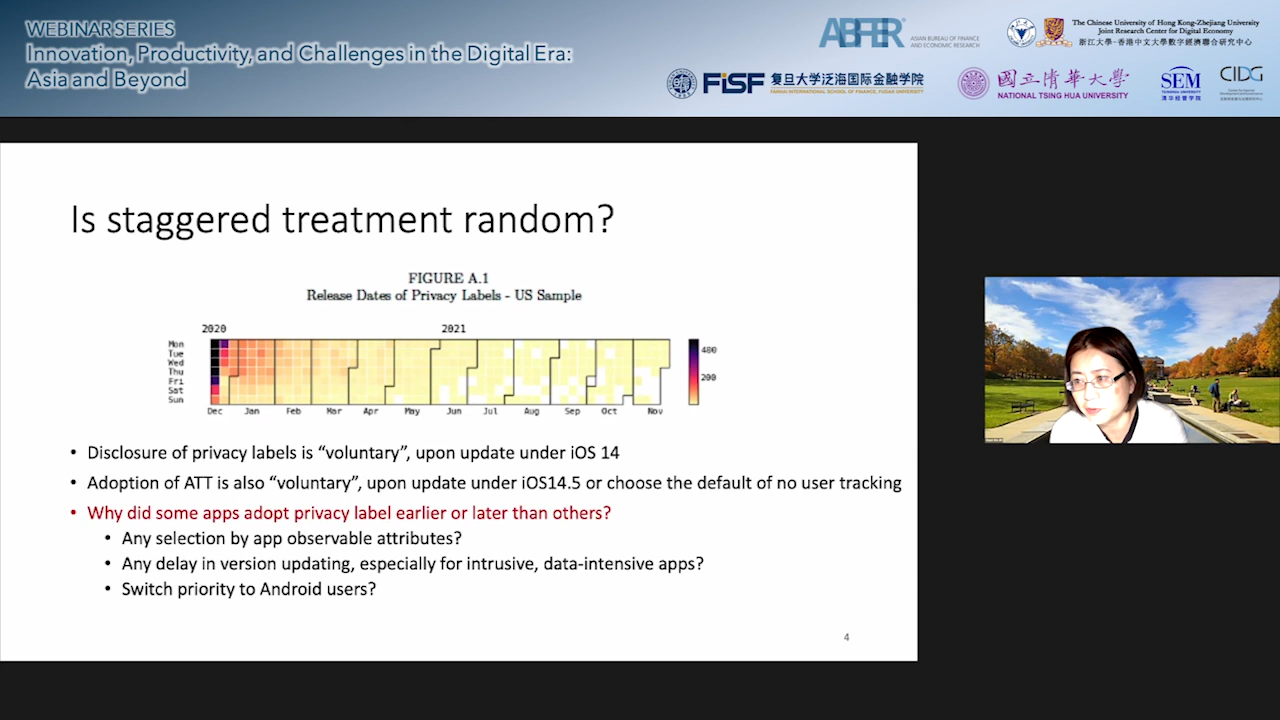 WEBINAR SERIES
Innovation, Productivity, and Challenges in the Digital Era:
Asia and Beyond
ABFER
ASIAN BUREAU OF FINANCE
AND ECONOMIC RESEARCH
The Chinese University of Hong Kong-Zhejiang University
Joint Research Center for Digital Economy
浙江大學-香港中文大學數字經濟聯合研究中心
FISF 复旦大学泛海国际金融学院
FANHAI INTERNATIONAL SCHOOL OF FINANCE, FUDAN UNIVERSITY
國立清華大學
NATIONAL TSING HUA UNIVERSITY
SEM
TSINGHUA UNIVERSITY
清华经管学院
CIDG
Is staggered treatment random?
FIGURE A.1
Release Dates of Privacy Labels - US Sample
2020 2021
Mon
Tue
Wed
Thu
Fri
Sat
Sun
Dec Jan Feb Mar Apr May Jun Jul Aug Sep Oct Nov
400
200
• Disclosure of privacy labels is “voluntary”, upon update under iOS 14
• Adoption of ATT is also “voluntary”, upon update under iOS14.5 or choose the default of no user tracking
• Why did some apps adopt privacy label earlier or later than others?
• Any selection by app observable attributes?
• Any delay in version updating, especially for intrusive, data-intensive apps?
• Switch priority to Android users?
4